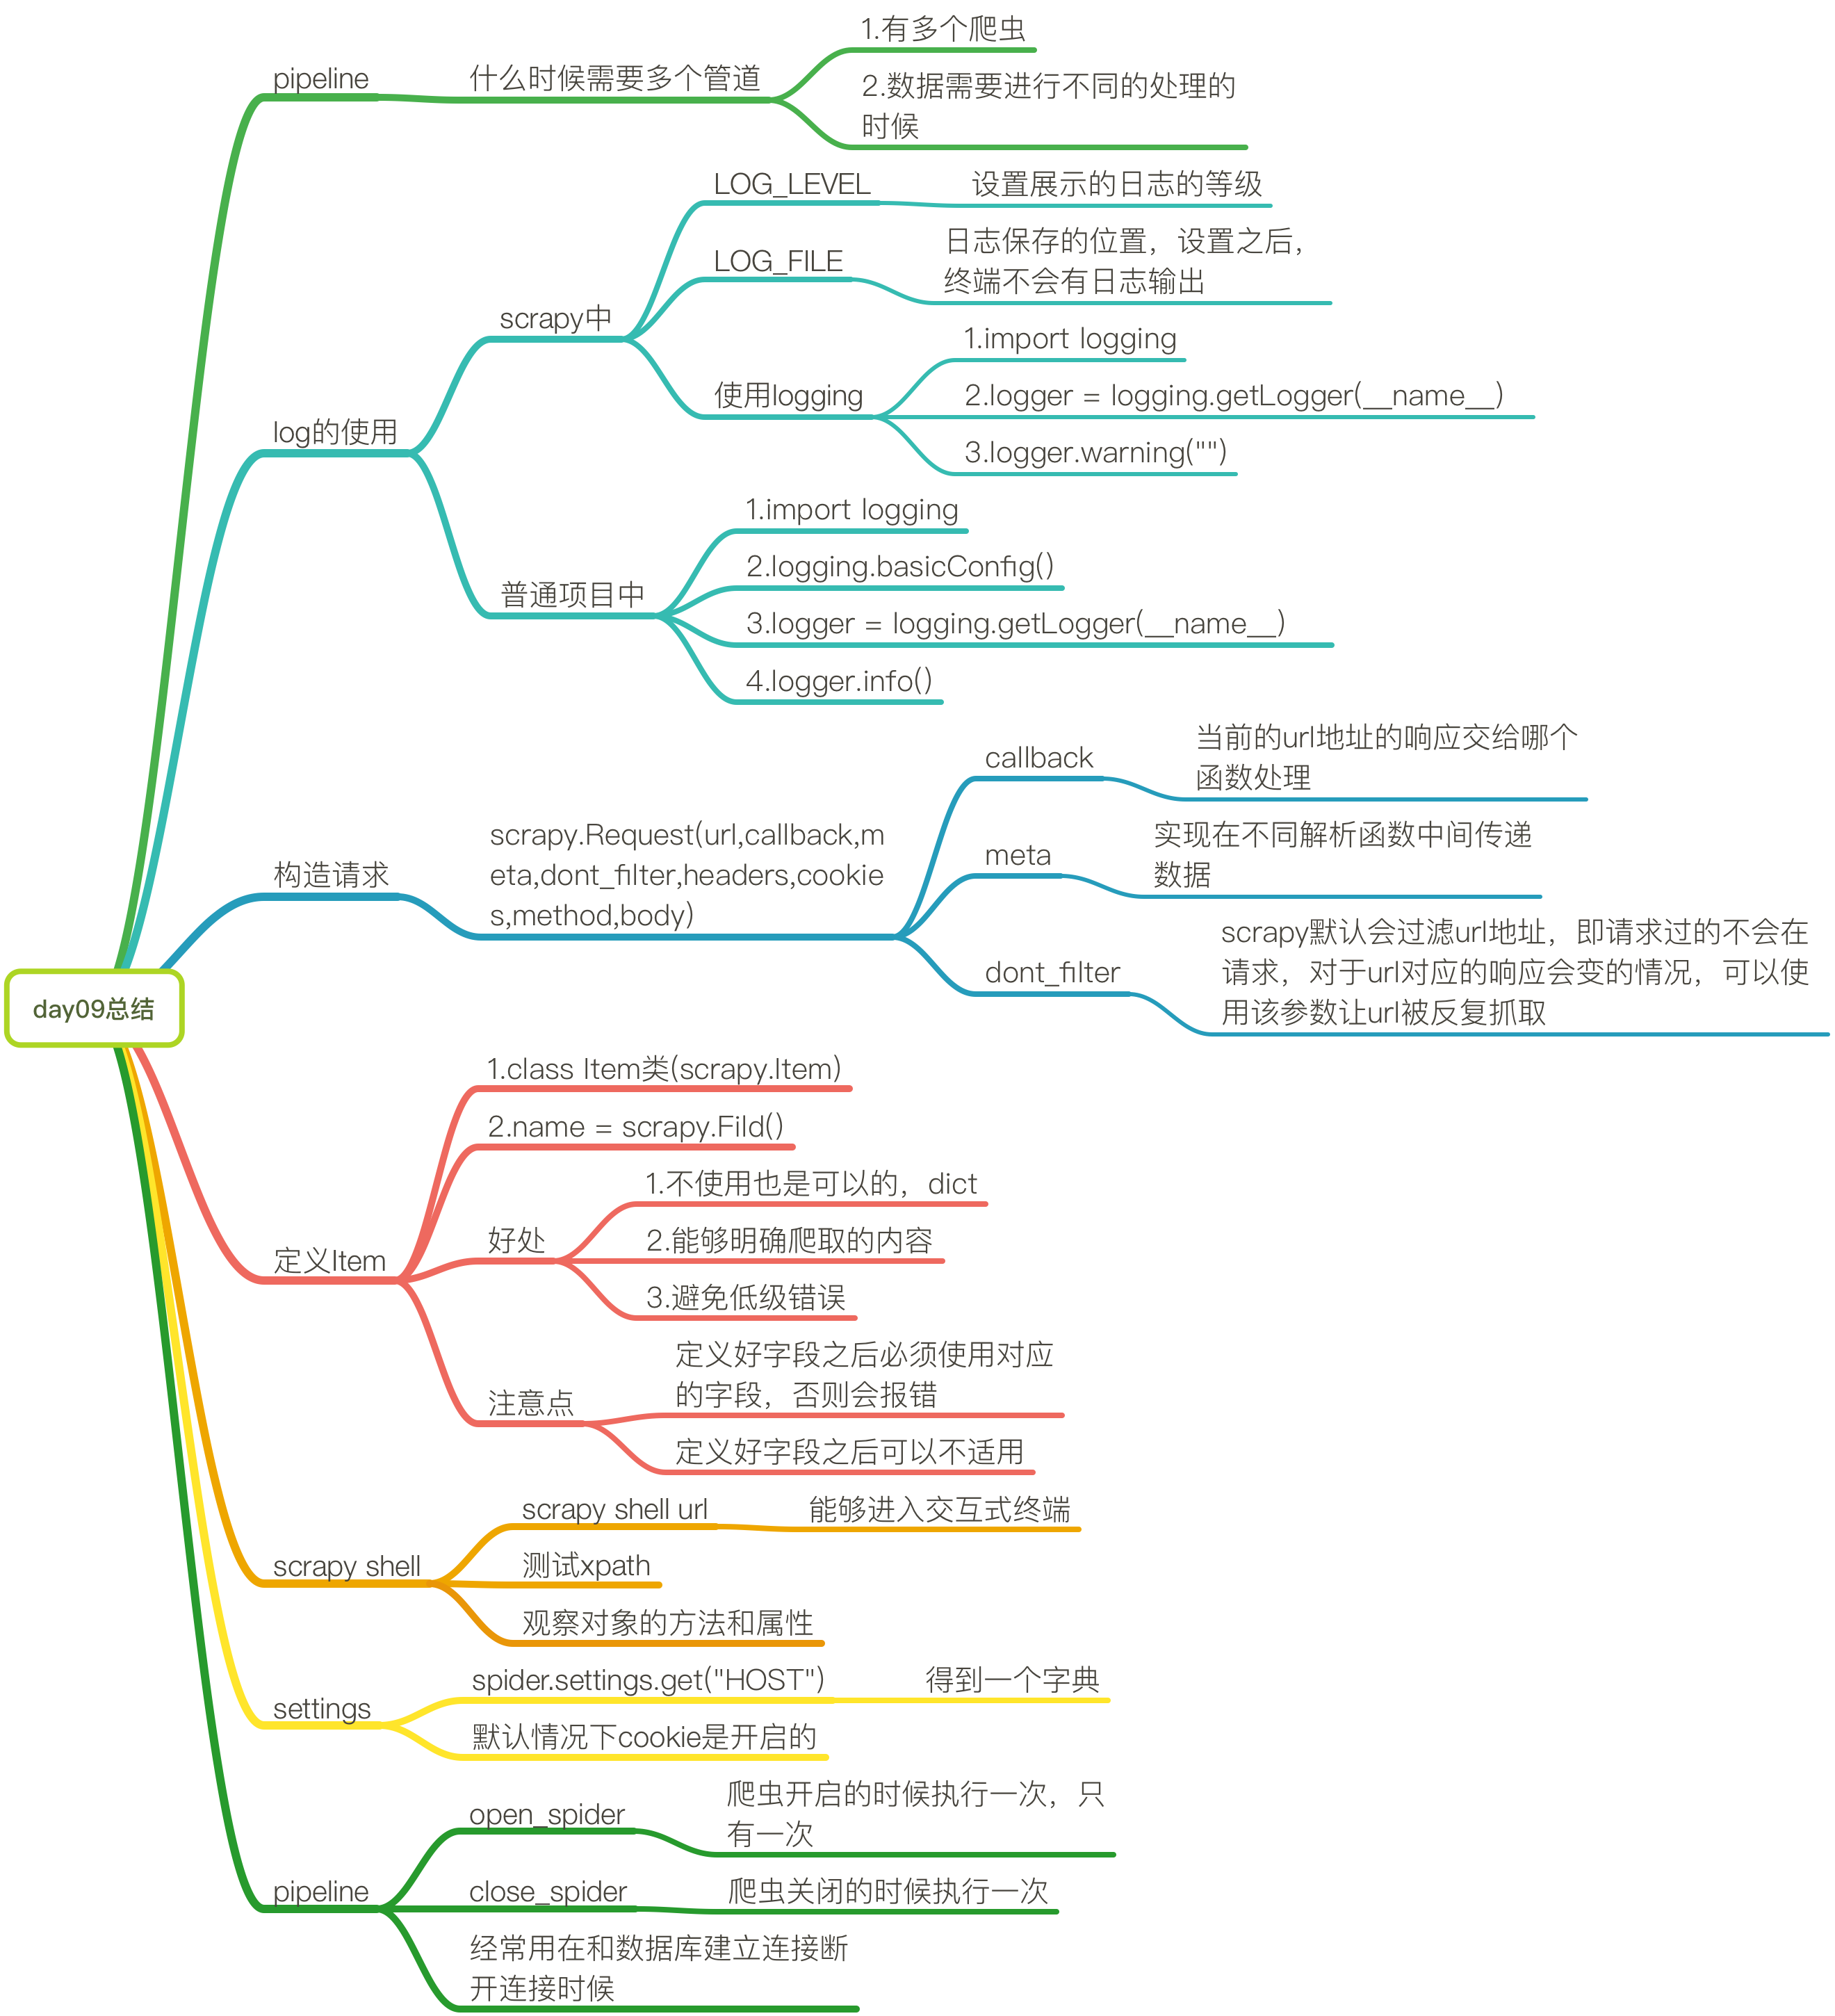 1.有多个爬虫
pipeline
什么时候需要多个管道
2.数据需要进行不同的处理的
时候
LOG_LEVEL
设置展示的日志的等级
日志保存的位置，设置之后，
LOG_FILE
终端不会有日志输出
scrapy中
1.import logging
使用logging
2.logger = logging.getLogger(__name__)
log的使用
3.logger.warning("")
1.import logging
2.logging.basicConfig()
普通项目中
3.logger = logging.getLogger(__name__)
4.logger.info()
当前的url地址的响应交给哪个
callback
函数处理
scrapy.Request(url,callback,m
eta,dont_filter,headers,cookie
s,method,body)
构造请求
实现在不同解析函数中间传递
meta
数据
scrapy默认会过滤url地址，即请求过的不会在
dont_filter
请求，对于url对应的响应会变的情况，可以使
用该参数让url被反复抓取
day09总结
1.class Item类(scrapy.Item)
2.name = scrapy.Fild()
1.不使用也是可以的，dict
好处
2.能够明确爬取的内容
定义Item
3.避免低级错误
定义好字段之后必须使用对应
的字段，否则会报错
注意点
定义好字段之后可以不适用
scrapy shell url
能够进入交互式终端
scrapy shell
测试xpath
观察对象的方法和属性
spider.settings.get("HOST")
得到一个字典
settings
默认情况下cookie是开启的
爬虫开启的时候执行一次，只
open_spider
有一次
pipeline
close_spider
爬虫关闭的时候执行一次
经常用在和数据库建立连接断
开连接时候